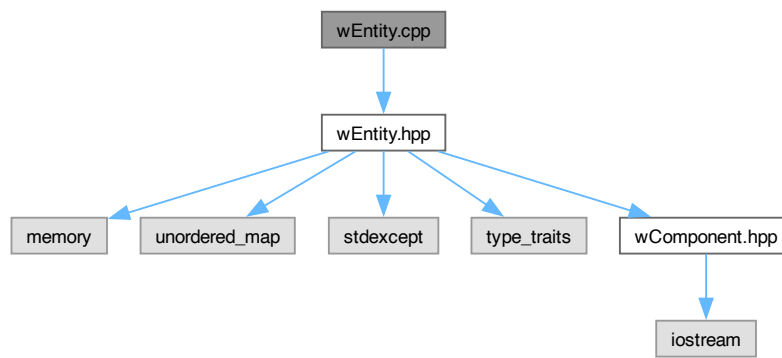 wEntity.cpp
wEntity.hpp
memory
unordered_map
stdexcept
type_traits
wComponent.hpp
iostream